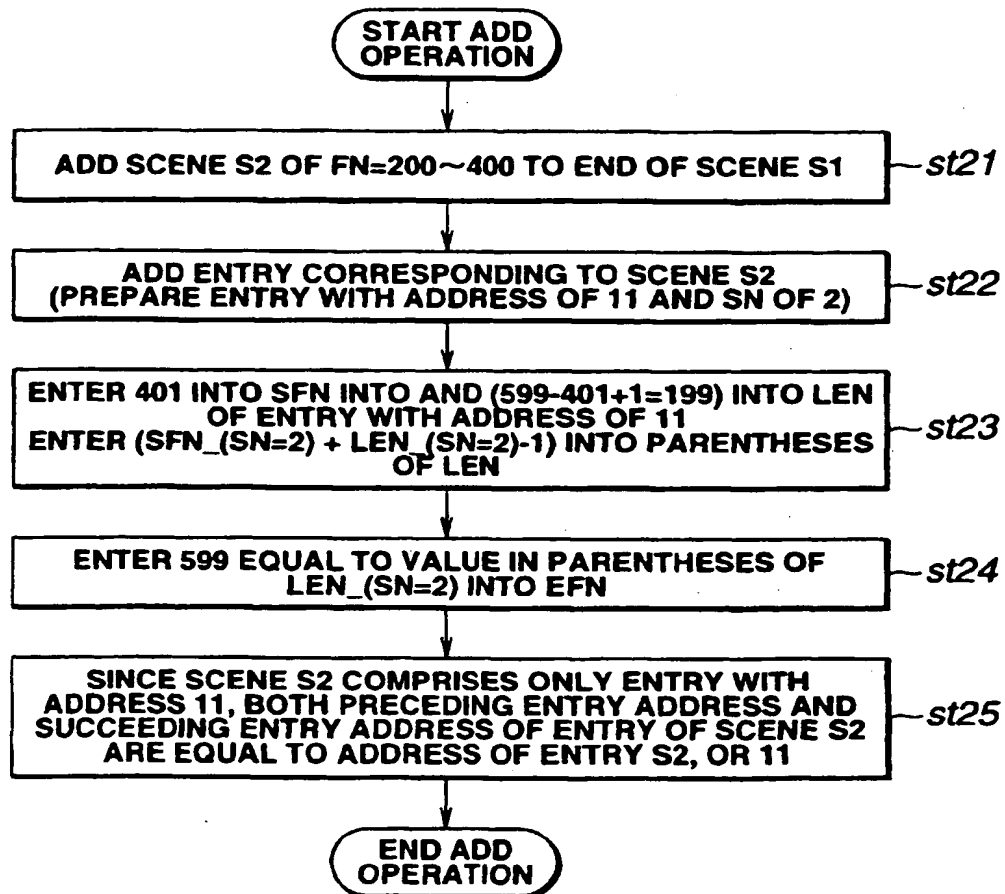 START ADD
OPERATION
ADD SCENE S2 OF FN=200~400 TO END OF SCENE S1
st21
ADD ENTRY CORRESPONDING TO SCENE S2
(PREPARE ENTRY WITH ADDRESS OF 11 AND SN OF 2)
st22
ENTER 401 INTO SFN INTO AND (599-401+1=199) INTO LEN
OF ENTRY WITH ADDRESS OF 11
ENTER (SFN_(SN=2) + LEN_(SN=2)-1) INTO PARENTHESES
OF LEN
st23
ENTER 599 EQUAL TO VALUE IN PARENTHESES OF
LEN_(SN=2) INTO EFN
st24
SINCE SCENE S2 COMPRISES ONLY ENTRY WITH
ADDRESS 11, BOTH PRECEDING ENTRY ADDRESS AND
SUCCEEDING ENTRY ADDRESS OF ENTRY OF SCENE S2
ARE EQUAL TO ADDRESS OF ENTRY S2, OR 11
st25
END ADD
OPERATION